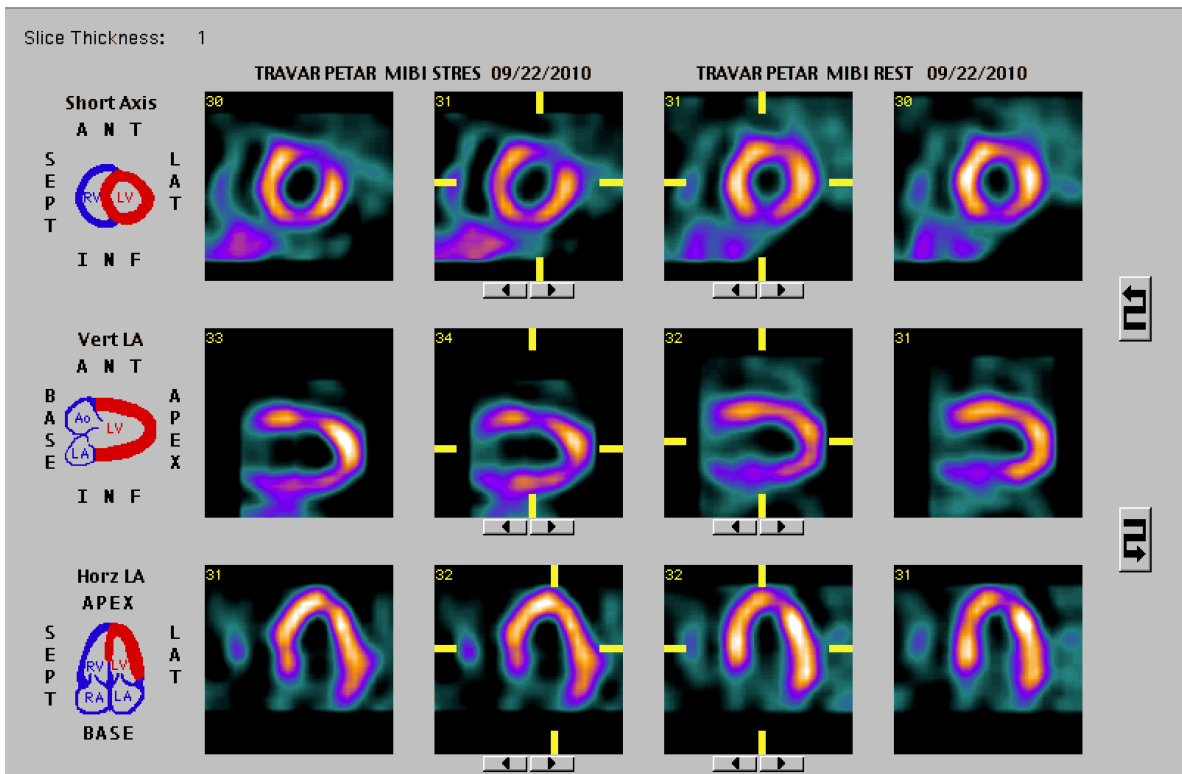 Slice Thickness: 1
TRAVAR PETAR MIBI STRES 09/22/2010
TRAVAR PETAR MIBI REST 09/22/2010
Short Axis
A N T
S E P T
L A T
RV
LV
I N F
30
31
31
30
Vert LA
A N T
B A S E
A P E X
Ao
LV
LA
I N F
33
34
32
31
Horz LA
APEX
S E P T
L A T
RV
LV
RA
LA
BASE
31
32
32
31